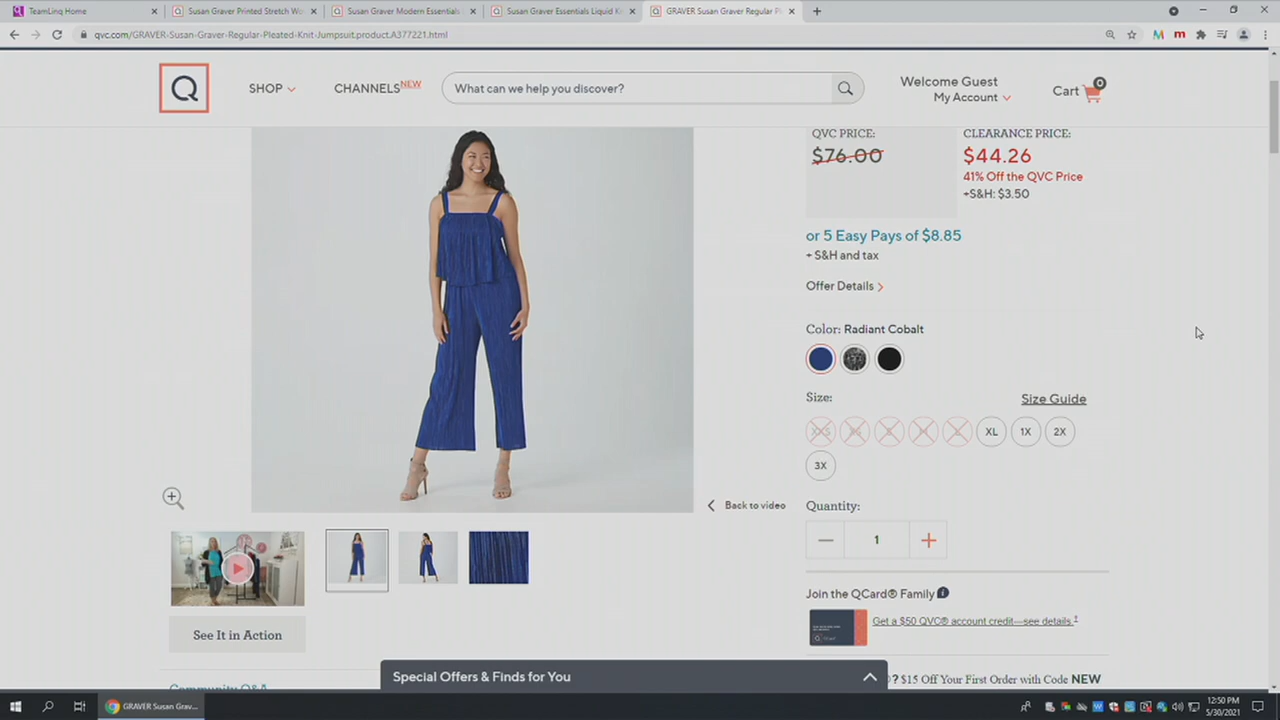 TeamLinq Home
Susan Graver Printed Stretch Wo
Susan Graver Modern Essentials
Susan Graver Essentials Liquid Kn
GRAVER Susan Graver Regular Pl
qvc.com/GRAVER-Susan-Graver-Regular-Pleated-Knit-Jumpsuit.product.A377221.html
Q
SHOP
CHANNELS NEW
What can we help you discover?
Welcome Guest
My Account
Cart
0
QVC PRICE:
$76.00
CLEARANCE PRICE:
$44.26
41% Off the QVC Price
+S&H: $3.50
or 5 Easy Pays of $8.85
+ S&H and tax
Offer Details
Color: Radiant Cobalt
Size:
Size Guide
XXS XS S M L XL 1X 2X
3X
Back to video
Quantity:
1
See It in Action
Join the QCard® Family
Get a $50 QVC® account credit—see details.‡
Special Offers & Finds for You
? $15 Off Your First Order with Code NEW
Community Q&A
GRAVER Susan Grav...
12:50 PM
5/30/2021